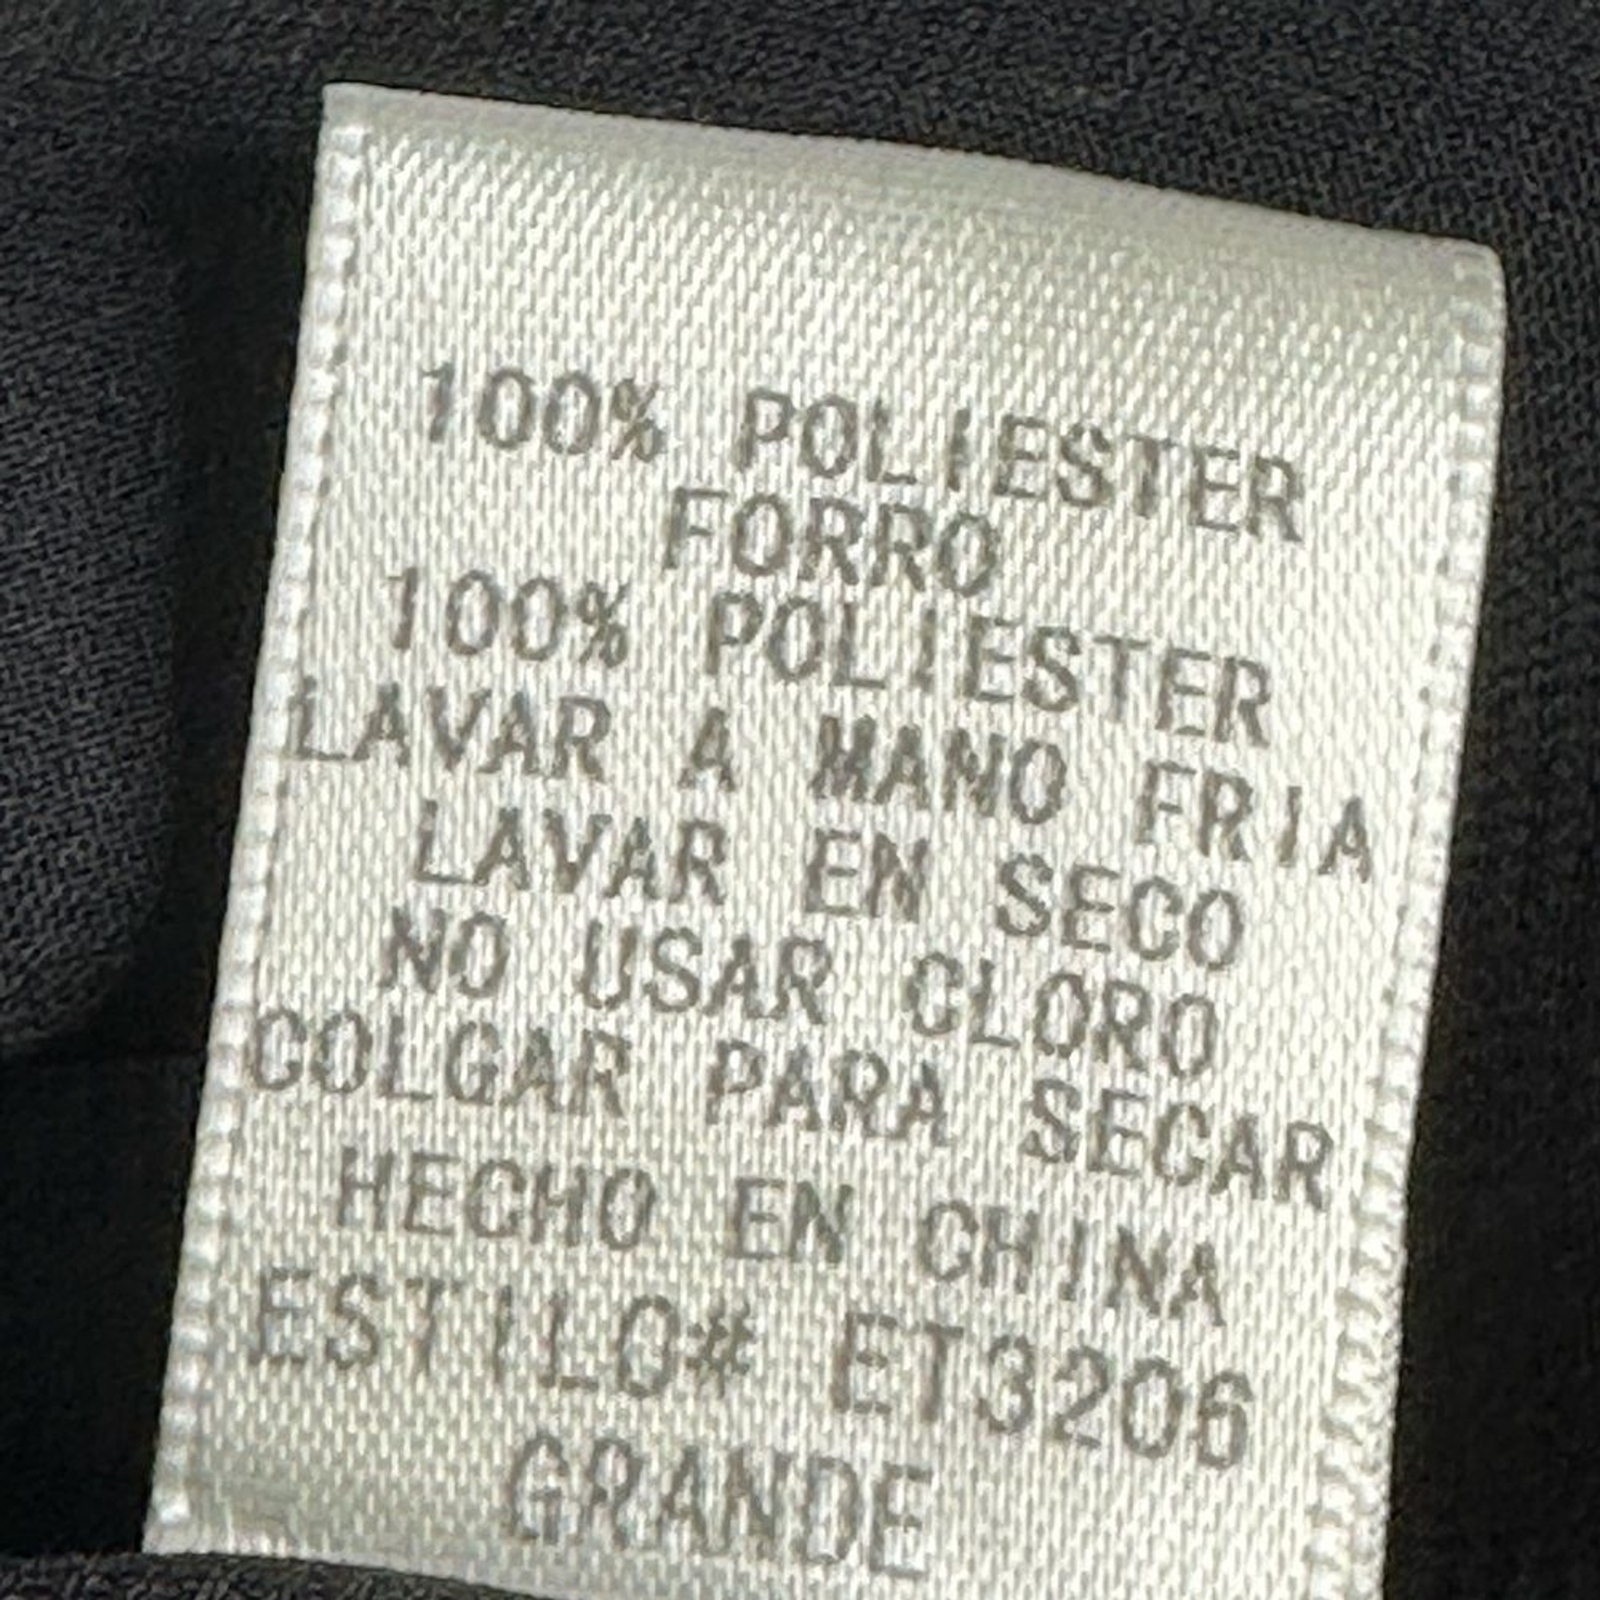 100% POLIESTER
FORRO
100% POLIESTER
LAVAR A MANO FRIA
LAVAR EN SECO
NO USAR CLORO
COLGAR PARA SECAR
HECHO EN CHINA
ESTILO# ET3206
GRANDE